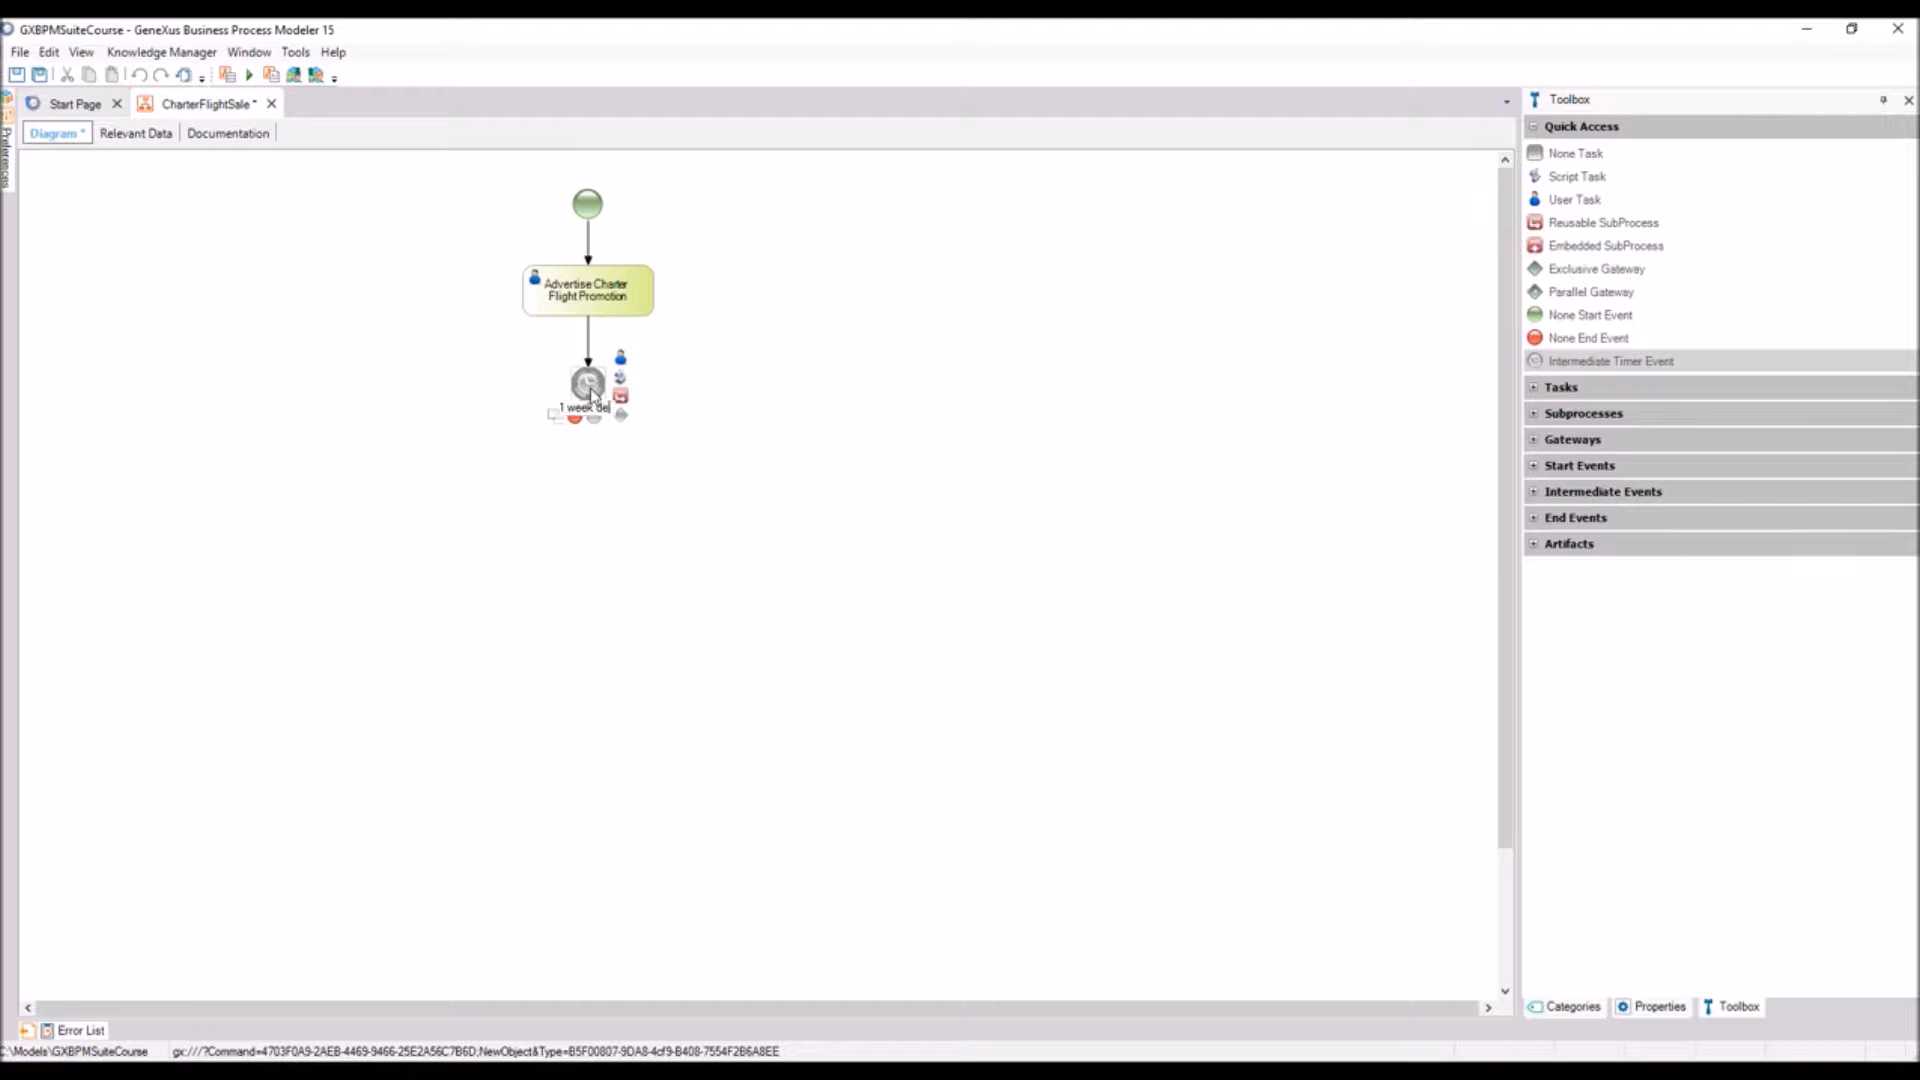 GXBPMSuiteCourse - GeneXus Business Process Modeler 15
File Edit View Knowledge Manager Window Tools Help
Start Page
CharterFlightSale *
Toolbox
Diagram * Relevant Data Documentation
Quick Access
None Task
Script Task
User Task
Reusable SubProcess
Embedded SubProcess
Exclusive Gateway
Parallel Gateway
None Start Event
None End Event
Intermediate Timer Event
Tasks
Subprocesses
Gateways
Start Events
Intermediate Events
End Events
Artifacts
Preferences
Advertise Charter
Flight Promotion
1 week de
Categories Properties Toolbox
Error List
C:\Models\GXBPMSuiteCourse gx:///?Command=4703F0A9-2AEB-4469-9466-25E2A56C7B6D;NewObject&Type=B5F00807-9DA8-4cf9-B408-7554F2B6A8EE